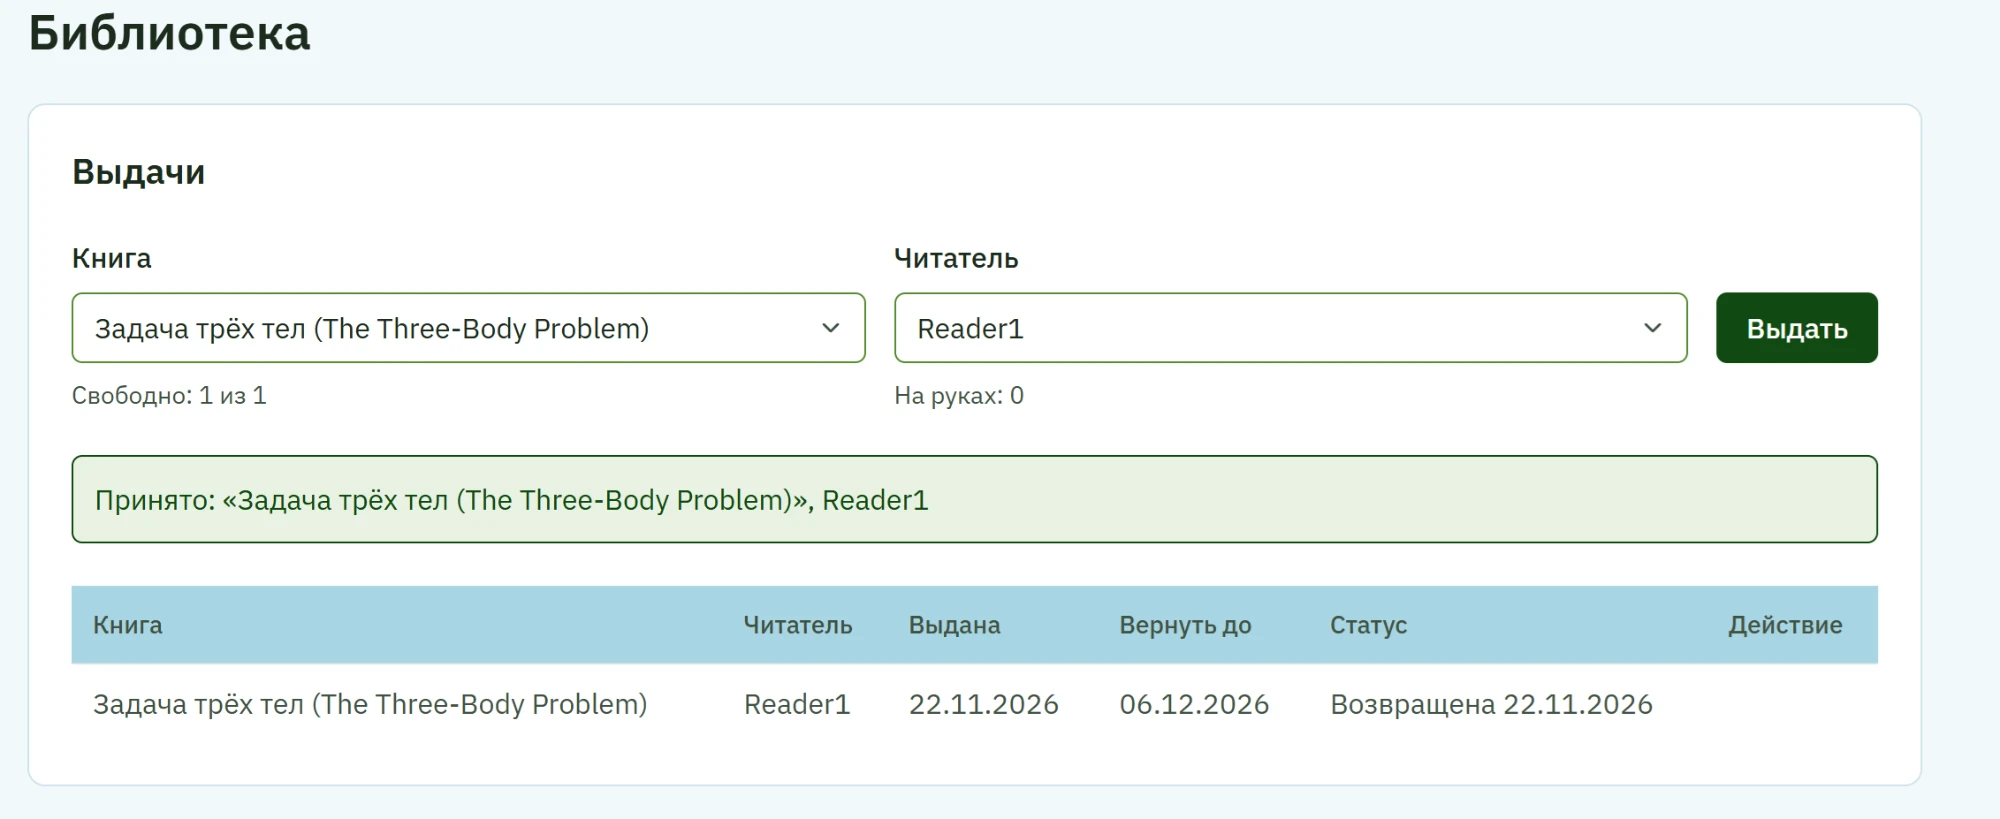 Библиотека
Выдачи
Книга Читатель
Задача трёх тел (The Three-Body Problem) Reader1 Выдать
Свободно: 1 из 1 На руках: 0
Принято: «Задача трёх тел (The Three-Body Problem)», Reader1
Книга Читатель Выдана Вернуть до Статус Действие
Задача трёх тел (The Three-Body Problem) Reader1 22.11.2026 06.12.2026 Возвращена 22.11.2026